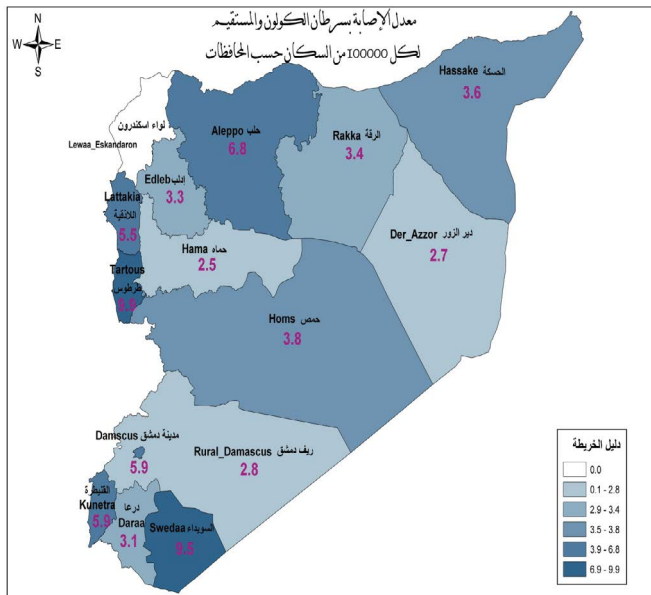 معدل الإصابة بسرطان الكولون والمستقيم
لكل 100000 من السكان حسب المحافظات
N
W E
S
Hassake الحسكة
3.6
لواء اسكندرون
Lewaa_Eskandaron
Aleppo حلب
6.8
Rakka الرقة
3.4
Edleb إدلب
3.3
Lattakia
اللاذقية
5.5
Der_Azzor دير الزور
2.7
Hama حماه
2.5
Tartous
طرطوس
Homs حمص
3.8
Damscus مدينة دمشق
5.9
Rural_Damascus ريف دمشق
2.8
القنيطرة
Kunetra
5.9
درعا
Daraa
3.1
Swedaa السويداء
دليل الخريطة
0.0
0.1 - 2.8
2.9 - 3.4
3.5 - 3.8
3.9 - 6.8
6.9 - 9.9